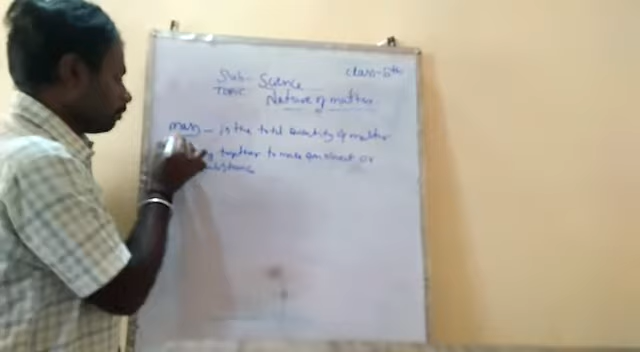 Sub- Science class-6th
TOPIC Nature of matter
mass - is the total quantity of matter
together to make an object or
substance